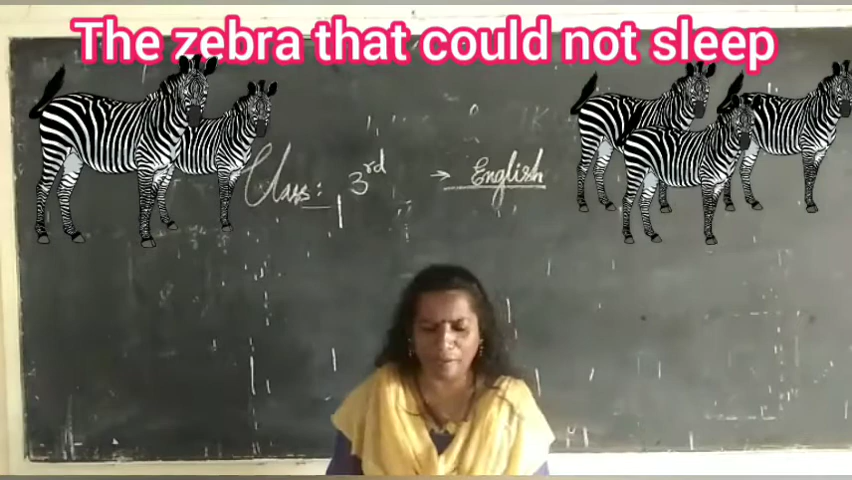 The zebra that could not sleep
Class: 3rd → English